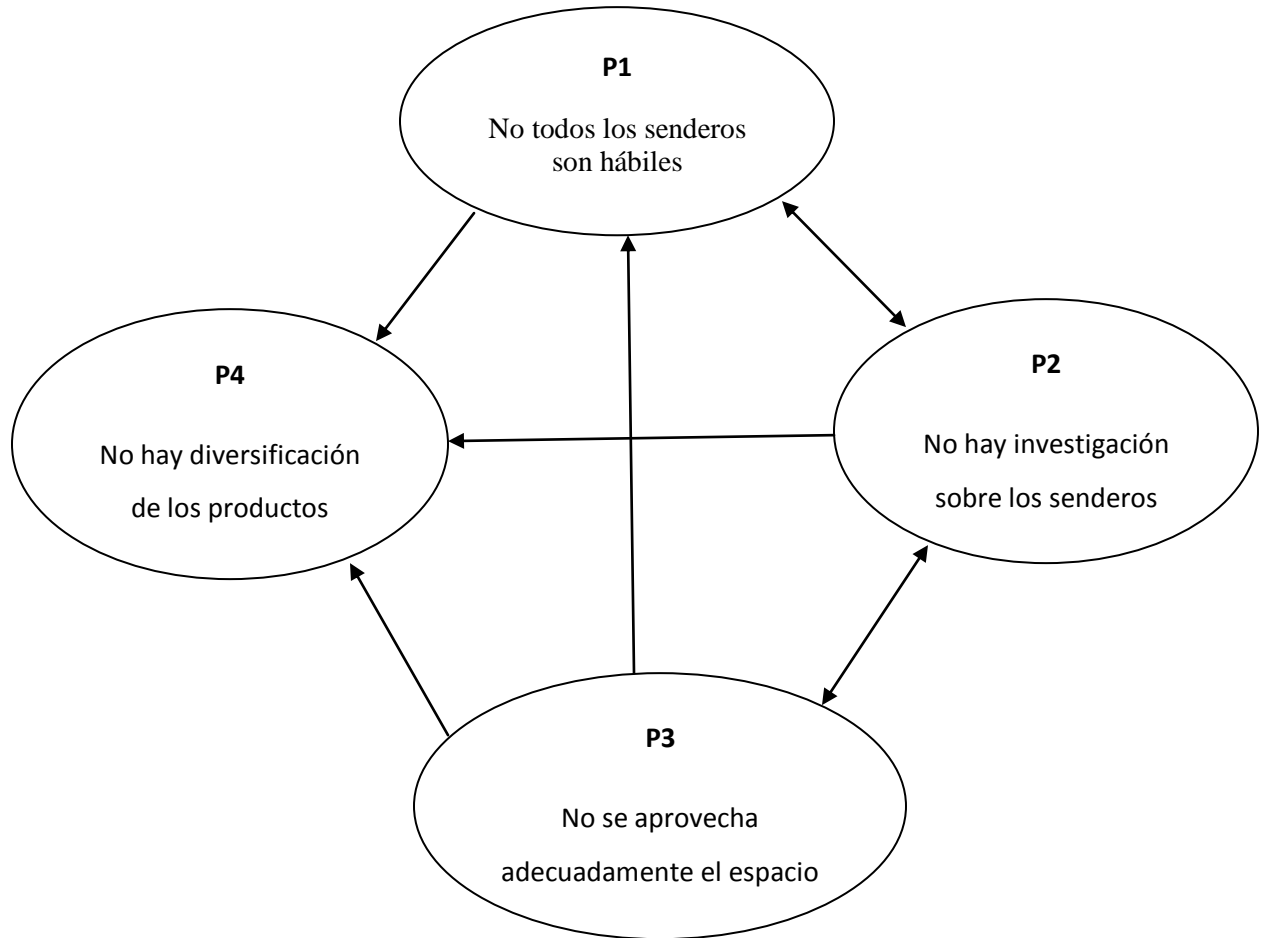 P1
No todos los senderos
son hábiles
P4
No hay diversificación
de los productos
P2
No hay investigación
sobre los senderos
P3
No se aprovecha
adecuadamente el espacio